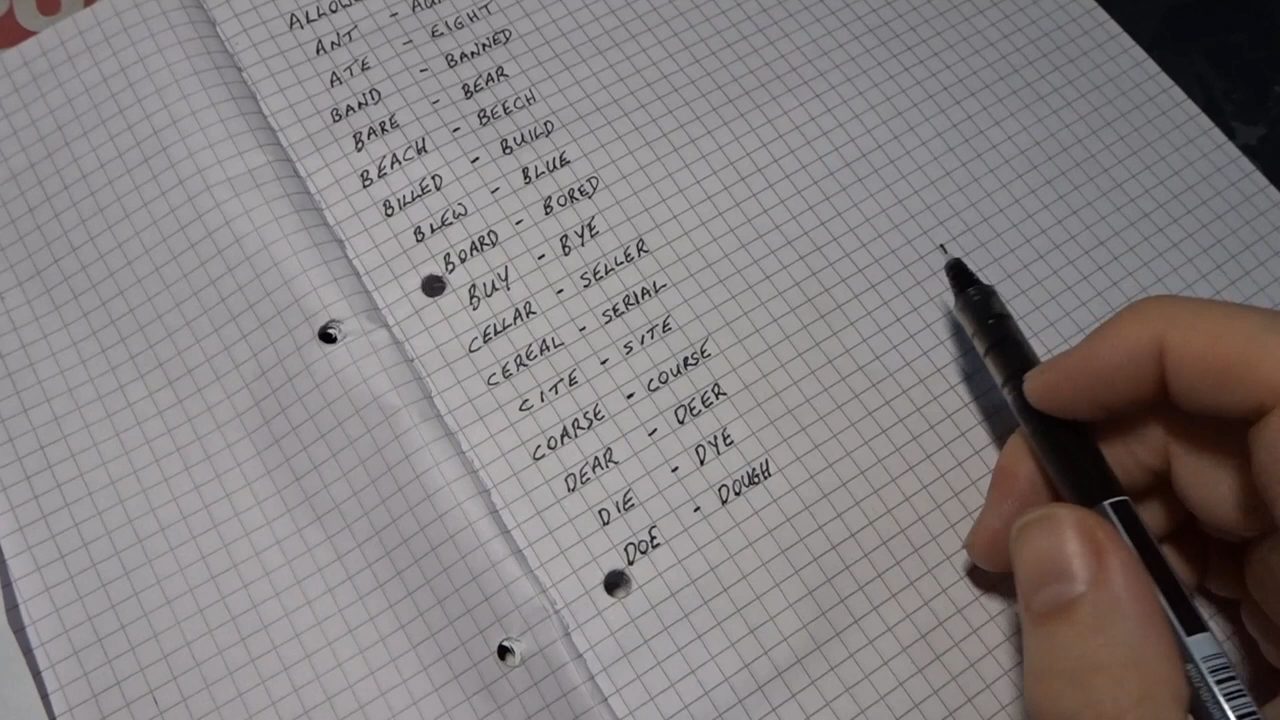 ANT -
ATE - EIGHT
BAND - BANNED
BARE - BEAR
BEACH - BEECH
BILLED - BUILD
BLEW - BLUE
BOARD - BORED
BUY - BYE
CELLAR - SELLER
CEREAL - SERIAL
CITE - SITE
COARSE - COURSE
DEAR - DEER
DIE - DYE
DOE - DOUGH